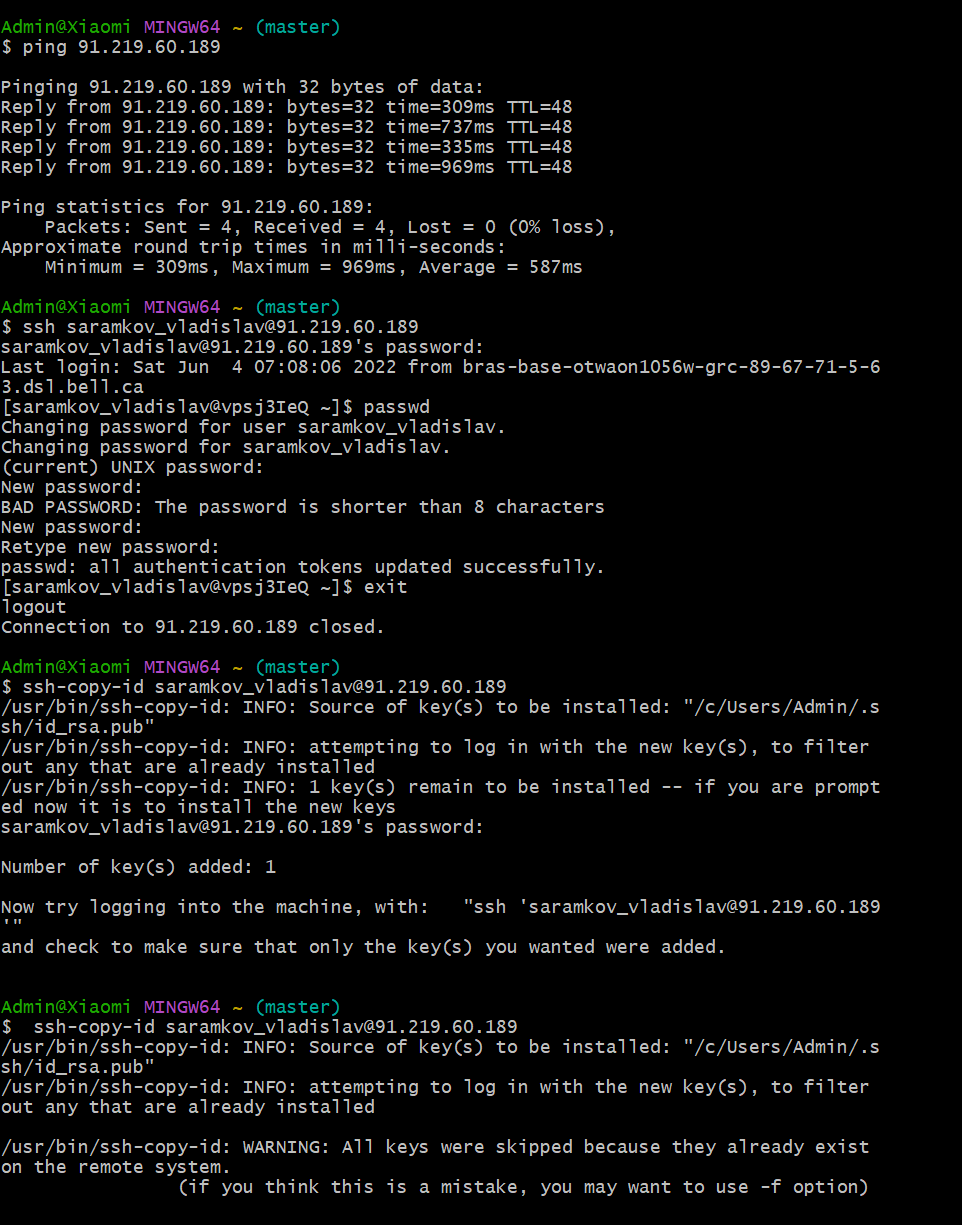 Admin@Xiaomi MINGW64 ~ (master)
$ ping 91.219.60.189

Pinging 91.219.60.189 with 32 bytes of data:
Reply from 91.219.60.189: bytes=32 time=309ms TTL=48
Reply from 91.219.60.189: bytes=32 time=737ms TTL=48
Reply from 91.219.60.189: bytes=32 time=335ms TTL=48
Reply from 91.219.60.189: bytes=32 time=969ms TTL=48

Ping statistics for 91.219.60.189:
    Packets: Sent = 4, Received = 4, Lost = 0 (0% loss),
Approximate round trip times in milli-seconds:
    Minimum = 309ms, Maximum = 969ms, Average = 587ms

Admin@Xiaomi MINGW64 ~ (master)
$ ssh saramkov_vladislav@91.219.60.189
saramkov_vladislav@91.219.60.189's password:
Last login: Sat Jun  4 07:08:06 2022 from bras-base-otwaon1056w-grc-89-67-71-5-6
3.dsl.bell.ca
[saramkov_vladislav@vpsj3IeQ ~]$ passwd
Changing password for user saramkov_vladislav.
Changing password for saramkov_vladislav.
(current) UNIX password:
New password:
BAD PASSWORD: The password is shorter than 8 characters
New password:
Retype new password:
passwd: all authentication tokens updated successfully.
[saramkov_vladislav@vpsj3IeQ ~]$ exit
logout
Connection to 91.219.60.189 closed.

Admin@Xiaomi MINGW64 ~ (master)
$ ssh-copy-id saramkov_vladislav@91.219.60.189
/usr/bin/ssh-copy-id: INFO: Source of key(s) to be installed: "/c/Users/Admin/.s
sh/id_rsa.pub"
/usr/bin/ssh-copy-id: INFO: attempting to log in with the new key(s), to filter
out any that are already installed
/usr/bin/ssh-copy-id: INFO: 1 key(s) remain to be installed -- if you are prompt
ed now it is to install the new keys
saramkov_vladislav@91.219.60.189's password:

Number of key(s) added: 1

Now try logging into the machine, with:   "ssh 'saramkov_vladislav@91.219.60.189
'"
and check to make sure that only the key(s) you wanted were added.


Admin@Xiaomi MINGW64 ~ (master)
$  ssh-copy-id saramkov_vladislav@91.219.60.189
/usr/bin/ssh-copy-id: INFO: Source of key(s) to be installed: "/c/Users/Admin/.s
sh/id_rsa.pub"
/usr/bin/ssh-copy-id: INFO: attempting to log in with the new key(s), to filter
out any that are already installed

/usr/bin/ssh-copy-id: WARNING: All keys were skipped because they already exist
on the remote system.
                (if you think this is a mistake, you may want to use -f option)